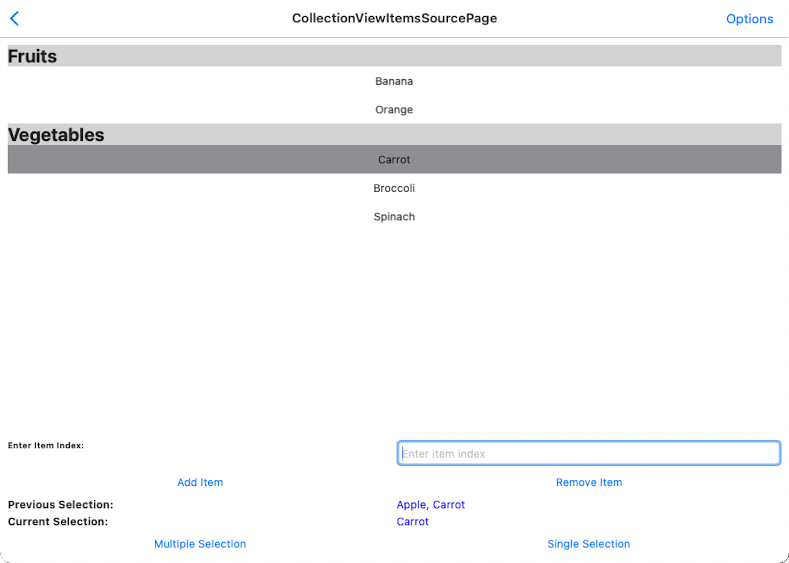 CollectionViewItemsSourcePage
Options
Fruits
Banana
Orange
Vegetables
Carrot
Broccoli
Spinach
Enter Item Index:
Enter item index
Add Item
Remove Item
Previous Selection:
Apple, Carrot
Current Selection:
Carrot
Multiple Selection
Single Selection